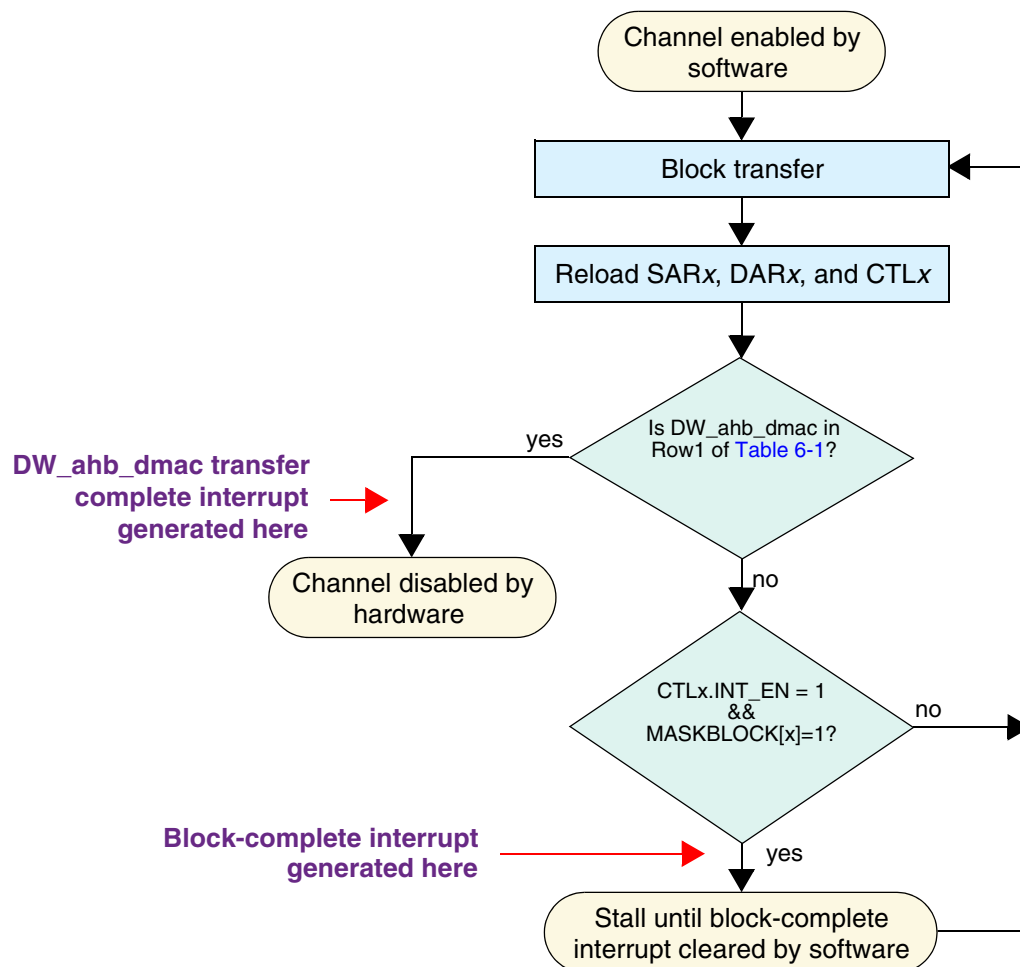 Channel enabled by
software
Block transfer
Reload SARx, DARx, and CTLx
Is DW_ahb_dmac in
Row1 of Table 6-1?
yes
DW_ahb_dmac transfer
complete interrupt
generated here
Channel disabled by
hardware
no
CTLx.INT_EN = 1
&&
MASKBLOCK[x]=1?
no
Block-complete interrupt
generated here
yes
Stall until block-complete
interrupt cleared by software